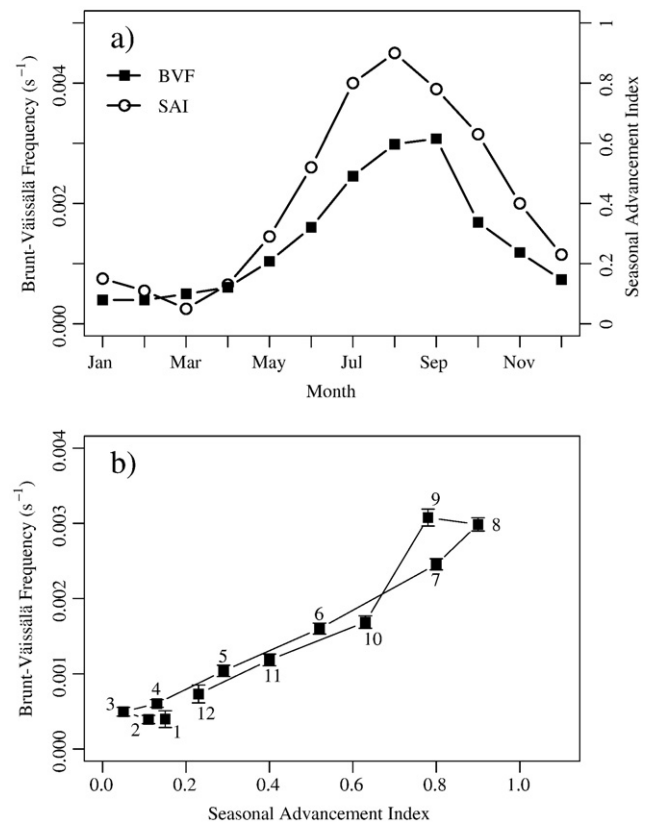 a)
BVF
SAI
0.004
0.002
0.000
Brunt-Väissälä Frequency (s⁻¹)
1
0.8
0.6
0.4
0.2
0
Seasonal Advancement Index
Jan Mar May Jul Sep Nov
Month
b)
0.004
0.003
0.002
0.001
0.000
Brunt-Väissälä Frequency (s⁻¹)
9
8
7
6
10
5
11
4
3
12
2
1
0.0 0.2 0.4 0.6 0.8 1.0
Seasonal Advancement Index